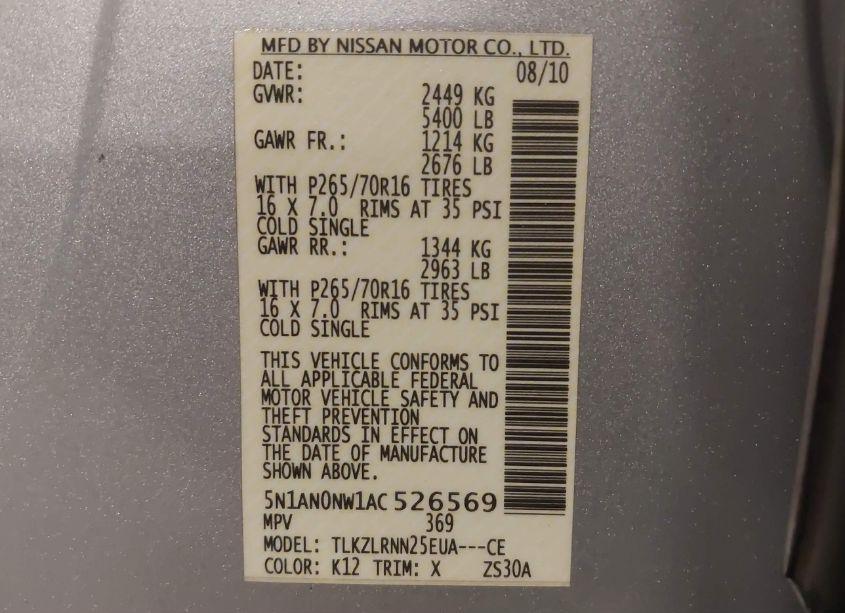 MFD BY NISSAN MOTOR CO., LTD.
DATE: 08/10
GVWR: 2449 KG
5400 LB
GAWR FR.: 1214 KG
2676 LB
WITH P265/70R16 TIRES
16 X 7.0 RIMS AT 35 PSI
COLD SINGLE
GAWR RR.: 1344 KG
2963 LB
WITH P265/70R16 TIRES
16 X 7.0 RIMS AT 35 PSI
COLD SINGLE
THIS VEHICLE CONFORMS TO
ALL APPLICABLE FEDERAL
MOTOR VEHICLE SAFETY AND
THEFT PREVENTION
STANDARDS IN EFFECT ON
THE DATE OF MANUFACTURE
SHOWN ABOVE.
5N1AN0NW1AC526569
MPV 369
MODEL: TLKZLRNN25EUA---CE
COLOR: K12 TRIM: X ZS30A